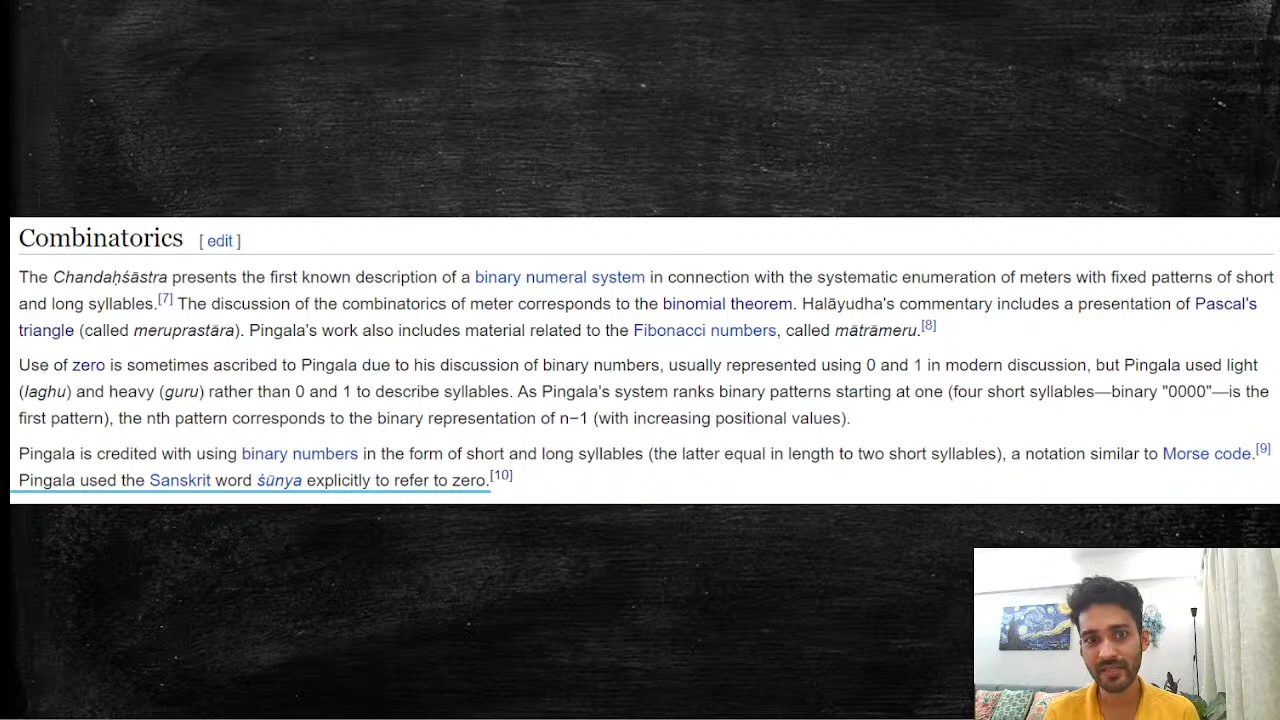 Combinatorics [ edit ]
The Chandaḥśāstra presents the first known description of a binary numeral system in connection with the systematic enumeration of meters with fixed patterns of short
and long syllables.[7] The discussion of the combinatorics of meter corresponds to the binomial theorem. Halāyudha's commentary includes a presentation of Pascal's
triangle (called meruprastāra). Pingala's work also includes material related to the Fibonacci numbers, called mātrāmeru.[8]
Use of zero is sometimes ascribed to Pingala due to his discussion of binary numbers, usually represented using 0 and 1 in modern discussion, but Pingala used light
(laghu) and heavy (guru) rather than 0 and 1 to describe syllables. As Pingala's system ranks binary patterns starting at one (four short syllables—binary "0000"—is the
first pattern), the nth pattern corresponds to the binary representation of n−1 (with increasing positional values).
Pingala is credited with using binary numbers in the form of short and long syllables (the latter equal in length to two short syllables), a notation similar to Morse code.[9]
Pingala used the Sanskrit word śūnya explicitly to refer to zero.[10]